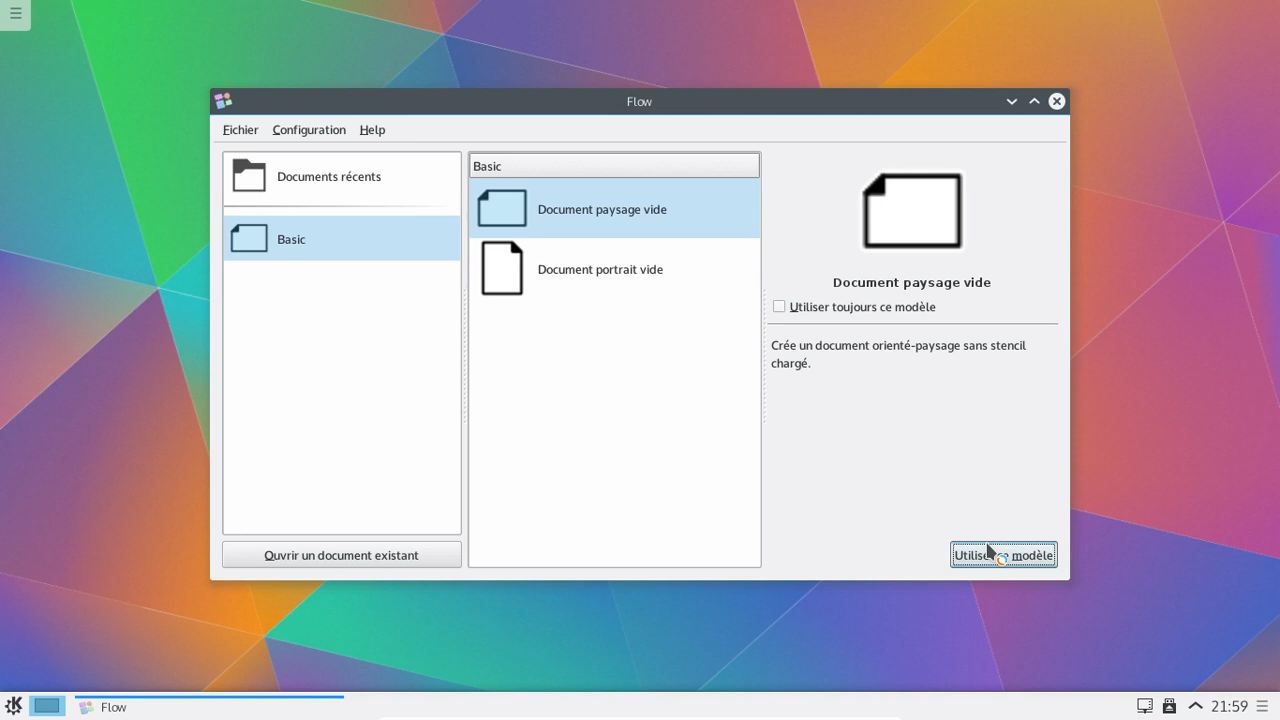 Flow
Fichier Configuration Help
Documents récents
Basic
Ouvrir un document existant
Basic
Document paysage vide
Document portrait vide
Document paysage vide
Utiliser toujours ce modèle
Crée un document orienté-paysage sans stencil
chargé.
modèle
Flow
21:59